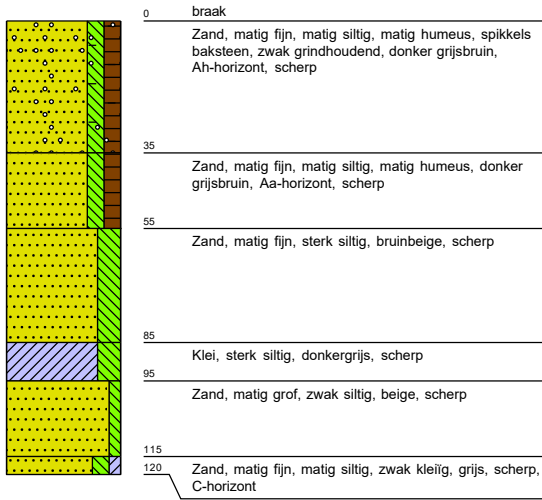 0
braak
Zand, matig fijn, matig siltig, matig humeus, spikkels
baksteen, zwak grindhoudend, donker grijsbruin,
Ah-horizont, scherp
35
Zand, matig fijn, matig siltig, matig humeus, donker
grijsbruin, Aa-horizont, scherp
55
Zand, matig fijn, sterk siltig, bruinbeige, scherp
85
Klei, sterk siltig, donkergrijs, scherp
95
Zand, matig grof, zwak siltig, beige, scherp
115
120
Zand, matig fijn, matig siltig, zwak kleiïg, grijs, scherp,
C-horizont